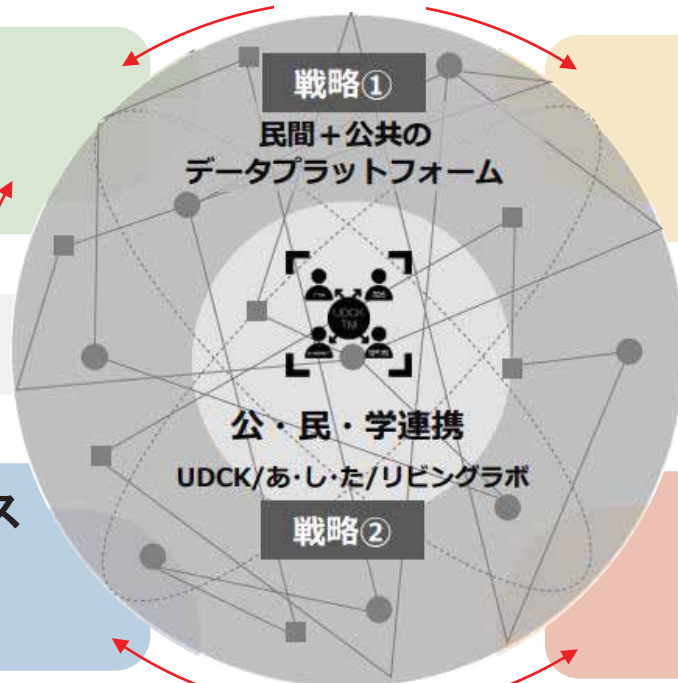 戦略①
民間＋公共の
データプラットフォーム
UDCK
TM
公・民・学連携
UDCK/あ・し・た/リビングラボ
ス
戦略②